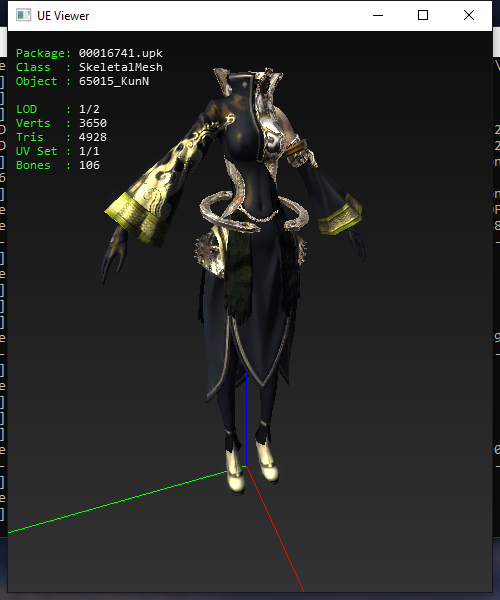 UE Viewer
Package: 00016741.upk
Class : SkeletalMesh
Object : 65015_KunN
LOD : 1/2
Verts : 3650
Tris : 4928
UV Set : 1/1
Bones : 106